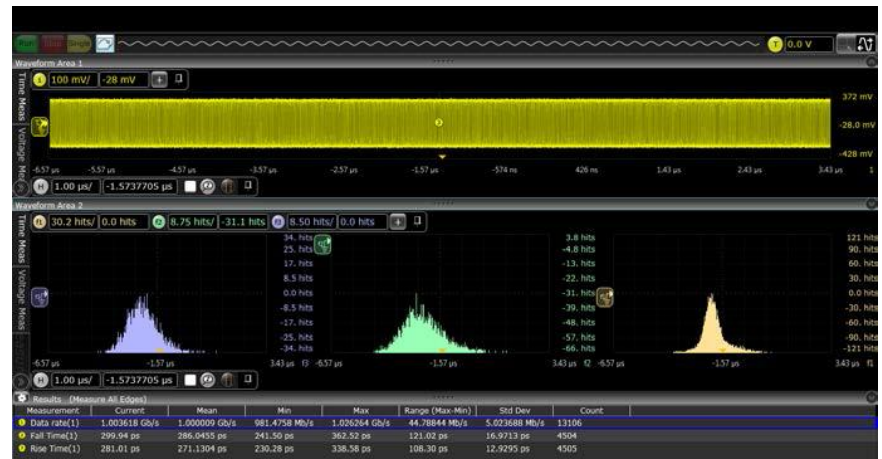 Run Stop Single T 0.0 V
Waveform Area 1
1 100 mV/ -28 mV +
Time Meas
Voltage Me
372 mV
-28.0 mV
-428 mV
-6.57 µs -5.57 µs -4.57 µs -3.57 µs -2.57 µs -1.57 µs -574 ns 426 ns 1.43 µs 2.43 µs 3.43 µs 1
H 1.00 µs/ -1.5737705 µs
Waveform Area 2
f1 30.2 hits/ 0.0 hits f2 8.75 hits/ -31.1 hits f3 8.50 hits/ 0.0 hits +
Time Meas
Voltage Meas
34. hits 3.8 hits 121 hits
25. hits -4.8 hits 90. hits
17. hits -13. hits 60. hits
8.5 hits -22. hits 30. hits
0.0 hits -31. hits 0.0 hits
-8.5 hits -39. hits -30. hits
-17. hits -48. hits -60. hits
-25. hits -57. hits -90. hits
-34. hits -66. hits -121 hits
-6.57 µs -1.57 µs 3.43 µs f3 -6.57 µs -1.57 µs 3.43 µs f2 -6.57 µs -1.57 µs 3.43 µs f1
H 1.00 µs/ -1.5737705 µs
Results (Measure All Edges)
Measurement Current Mean Min Max Range (Max-Min) Std Dev Count
Data rate(1) 1.003618 Gb/s 1.000009 Gb/s 981.4758 Mb/s 1.026264 Gb/s 44.78844 Mb/s 5.023688 Mb/s 13106
Fall Time(1) 299.94 ps 286.0455 ps 241.50 ps 362.52 ps 121.02 ps 16.9713 ps 4504
Rise Time(1) 281.01 ps 271.1304 ps 230.28 ps 338.58 ps 108.30 ps 12.9295 ps 4505